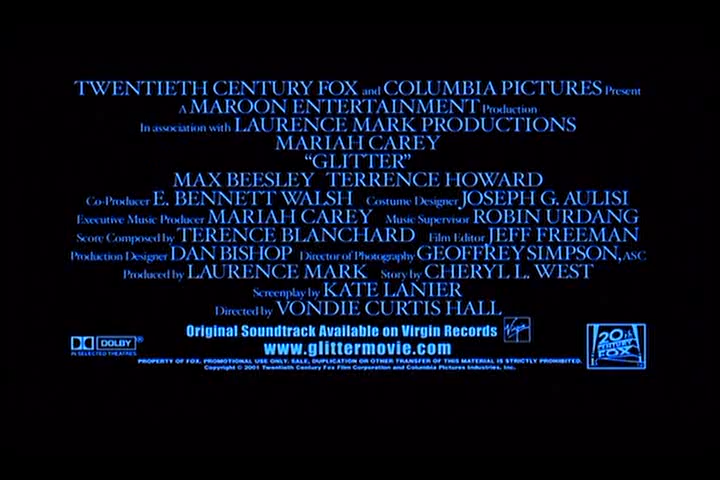 TWENTIETH CENTURY FOX and COLUMBIA PICTURES Present
A MAROON ENTERTAINMENT Production
In association with LAURENCE MARK PRODUCTIONS
MARIAH CAREY
"GLITTER"
MAX BEESLEY TERRENCE HOWARD
Co-Producer E. BENNETT WALSH Costume Designer JOSEPH G. AULISI
Executive Music Producer MARIAH CAREY Music Supervisor ROBIN URDANG
Score Composed by TERENCE BLANCHARD Film Editor JEFF FREEMAN
Production Designer DAN BISHOP Director of Photography GEOFFREY SIMPSON, ASC
Produced by LAURENCE MARK Story by CHERYL L. WEST
Screenplay by KATE LANIER
Directed by VONDIE CURTIS HALL
Original Soundtrack Available on Virgin Records Virgin
DOLBY®
IN SELECTED THEATRES
www.glittermovie.com
20th CENTURY FOX
PROPERTY OF FOX. PROMOTIONAL USE ONLY. SALE, DUPLICATION OR OTHER TRANSFER OF THIS MATERIAL IS STRICTLY PROHIBITED.
Copyright © 2001 Twentieth Century Fox Film Corporation and Columbia Pictures Industries, Inc.